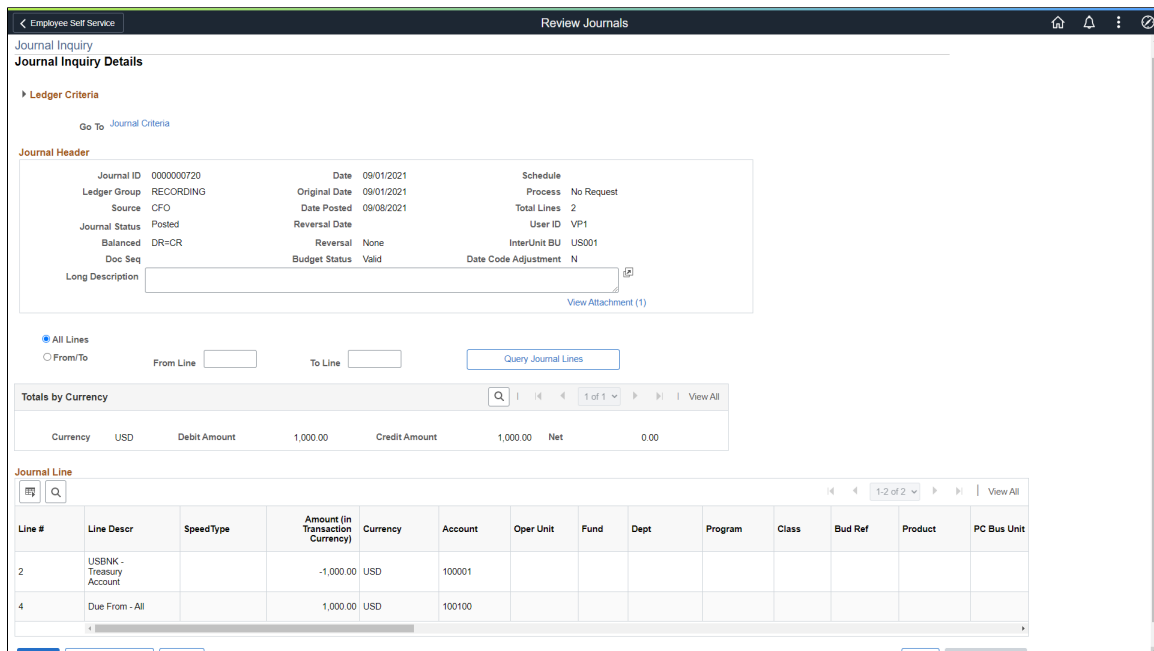 Employee Self Service
Review Journals
Journal Inquiry
Journal Inquiry Details
Ledger Criteria
Go To Journal Criteria
Journal Header
Journal ID 0000000720 Date 09/01/2021 Schedule
Ledger Group RECORDING Original Date 09/01/2021 Process No Request
Source CFO Date Posted 09/08/2021 Total Lines 2
Journal Status Posted Reversal Date User ID VP1
Balanced DR=CR Reversal None InterUnit BU US001
Doc Seq Budget Status Valid Date Code Adjustment N
Long Description
View Attachment (1)
All Lines
From/To From Line To Line Query Journal Lines
Totals by Currency 1 of 1 View All
Currency USD Debit Amount 1,000.00 Credit Amount 1,000.00 Net 0.00
Journal Line
1-2 of 2 View All
Line # Line Descr SpeedType Amount (in Transaction Currency) Currency Account Oper Unit Fund Dept Program Class Bud Ref Product PC Bus Unit
2 USBNK - Treasury Account -1,000.00 USD 100001
4 Due From - All 1,000.00 USD 100100